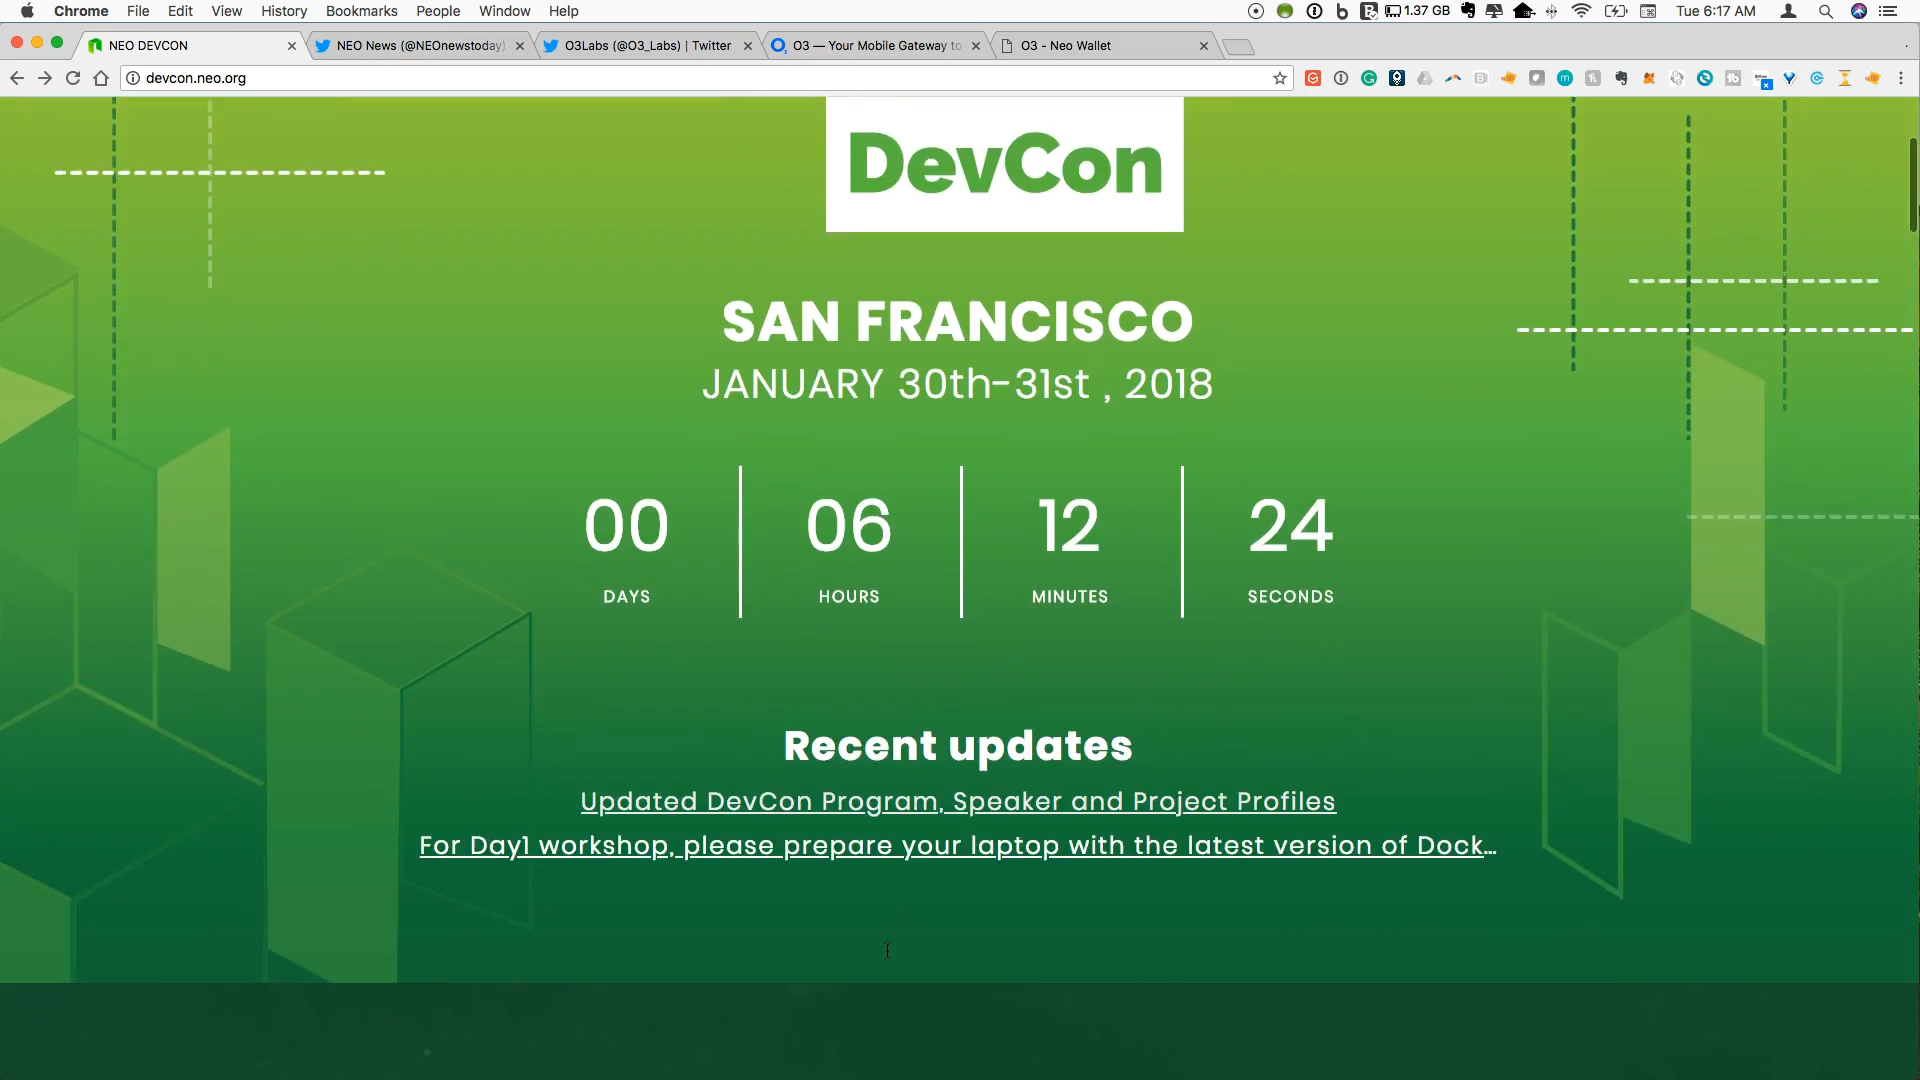 Chrome File Edit View History Bookmarks People Window Help
1.37 GB Tue 6:17 AM
NEO DEVCON
NEO News (@NEOnewstoday)
O3Labs (@O3_Labs) | Twitter
O3 — Your Mobile Gateway to
O3 - Neo Wallet
devcon.neo.org
DevCon
SAN FRANCISCO
JANUARY 30th-31st , 2018
00 06 12 24
DAYS HOURS MINUTES SECONDS
Recent updates
Updated DevCon Program, Speaker and Project Profiles
For Day1 workshop, please prepare your laptop with the latest version of Dock...